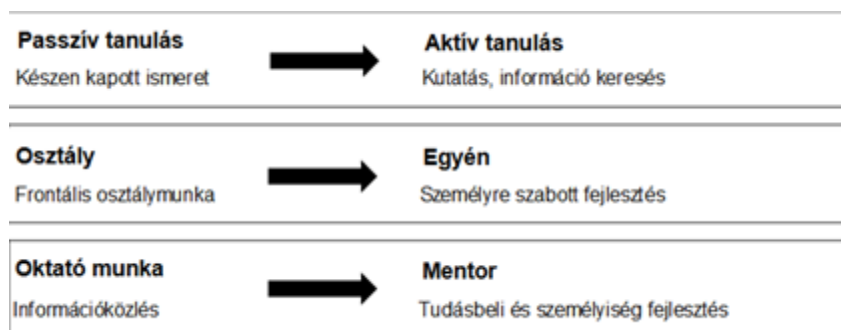 Passzív tanulás
Aktív tanulás
Készen kapott ismeret
Kutatás, információ keresés
Osztály
Egyén
Frontális osztálymunka
Személyre szabott fejlesztés
Oktató munka
Mentor
Információközlés
Tudásbeli és személyiség fejlesztés